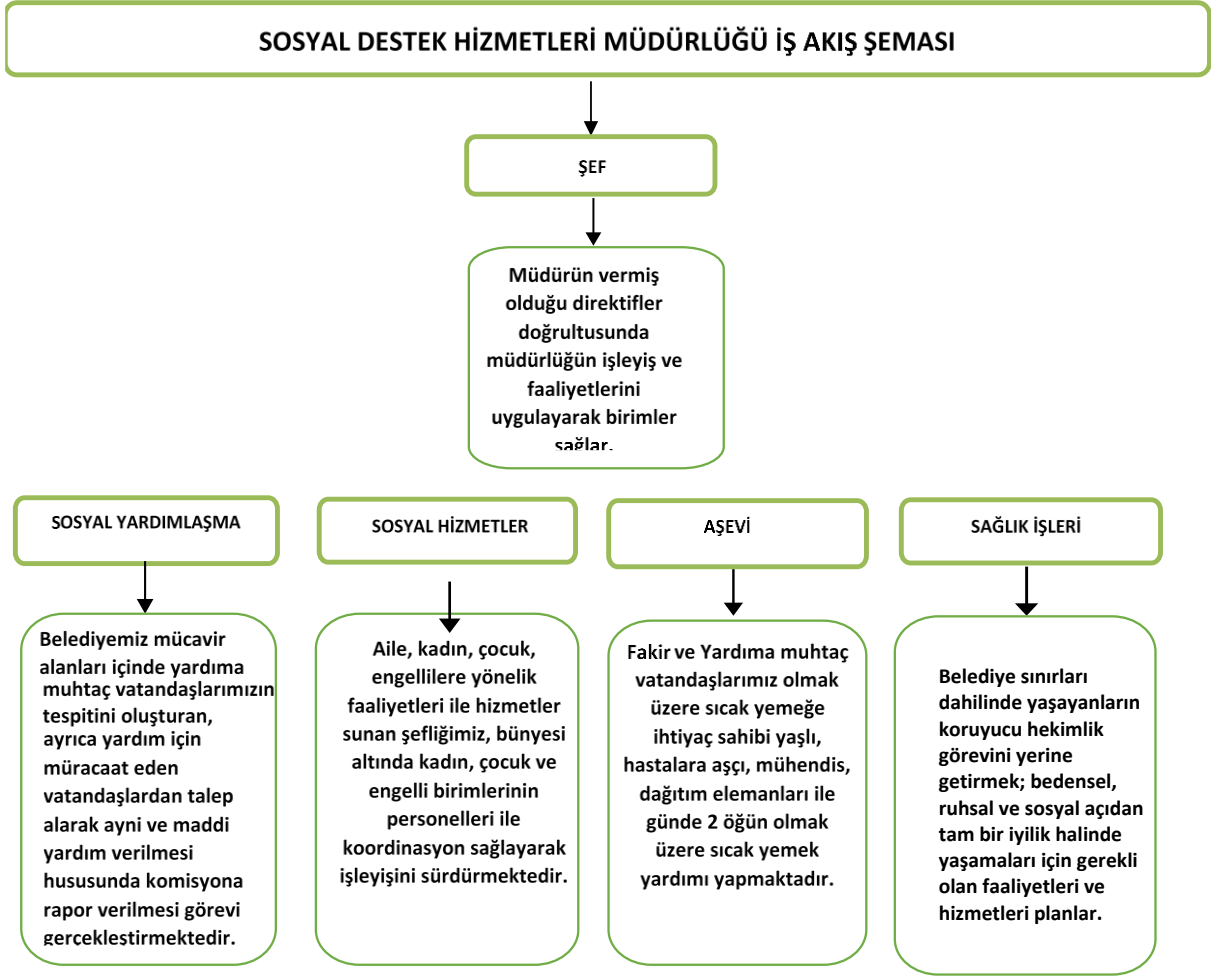 SOSYAL DESTEK HİZMETLERİ MÜDÜRLÜĞÜ İŞ AKIŞ ŞEMASI
ŞEF
Müdürün vermiş
olduğu direktifler
doğrultusunda
müdürlüğün işleyiş ve
faaliyetlerini
uygulayarak birimler
sağlar.
SOSYAL YARDIMLAŞMA
Belediyemiz mücavir
alanları içinde yardıma
muhtaç vatandaşlarımızın
tespitini oluşturan,
ayrıca yardım için
müracaat eden
vatandaşlardan talep
alarak ayni ve maddi
yardım verilmesi
hususunda komisyona
rapor verilmesi görevi
gerçekleştirmektedir.
SOSYAL HİZMETLER
Aile, kadın, çocuk,
engellilere yönelik
faaliyetleri ile hizmetler
sunan şefliğimiz, bünyesi
altında kadın, çocuk ve
engelli birimlerinin
personelleri ile
koordinasyon sağlayarak
işleyişini sürdürmektedir.
AŞEVİ
Fakir ve Yardıma muhtaç
vatandaşlarımız olmak
üzere sıcak yemeğe
ihtiyaç sahibi yaşlı,
hastalara aşçı, mühendis,
dağıtım elemanları ile
günde 2 öğün olmak
üzere sıcak yemek
yardımı yapmaktadır.
SAĞLIK İŞLERİ
Belediye sınırları
dahilinde yaşayanların
koruyucu hekimlik
görevini yerine
getirmek; bedensel,
ruhsal ve sosyal açıdan
tam bir iyilik halinde
yaşamaları için gerekli
olan faaliyetleri ve
hizmetleri planlar.